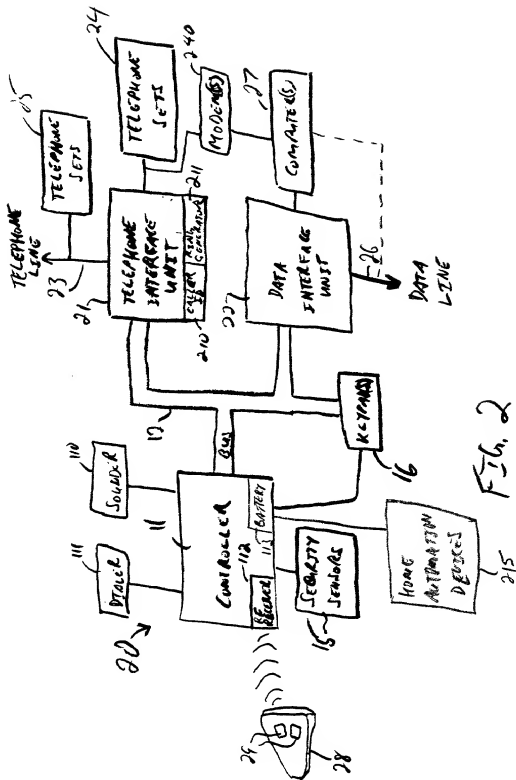 20
DIALER
111
SOUNDER
110
CONTROLLER
11
RF
RECEIVER
112
113
BATTERY
BUS
12
29
28
SECURITY
SENSORS
15
HOME
AUTOMATION
DEVICES
215
KEYPAD(S)
16
TELEPHONE
LINE
23
TELEPHONE
SETS
25
TELEPHONE
INTERFACE
UNIT
21
CALLER
ID
210
RING
GENERATOR
211
TELEPHONE
SETS
24
MODEM(S)
240
DATA
INTERFACE
UNIT
22
COMPUTER(S)
27
26
DATA
LINE
FIG. 2